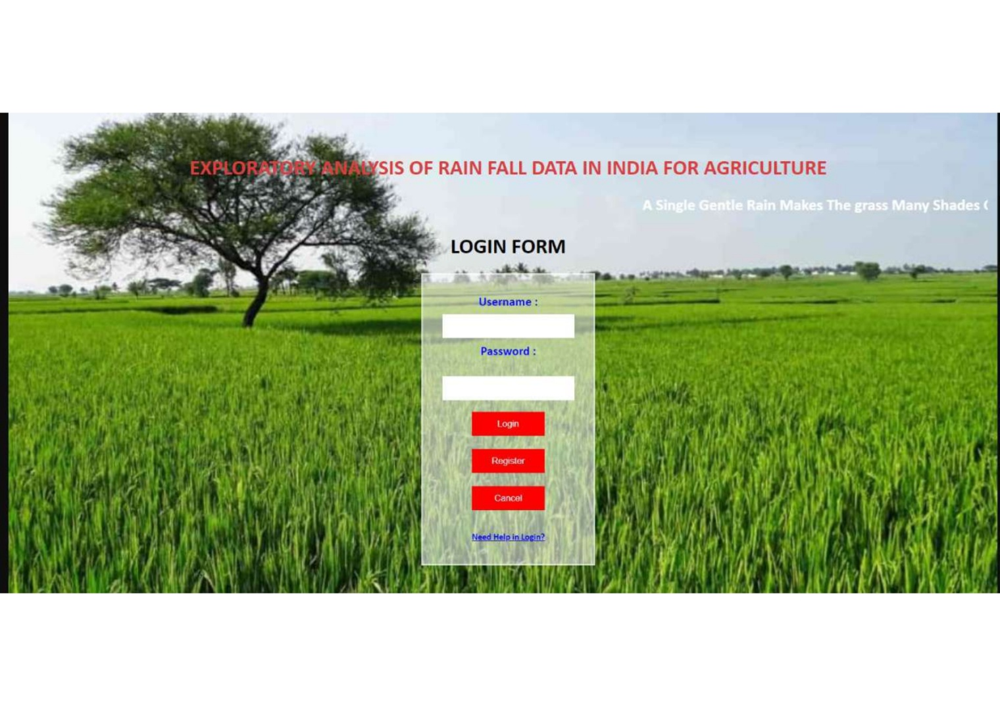 EXPLORATORY ANALYSIS OF RAIN FALL DATA IN INDIA FOR AGRICULTURE
A Single Gentle Rain Makes The grass Many Shades
LOGIN FORM
Username :
Password :
Login
Register
Cancel
Need Help in Login?